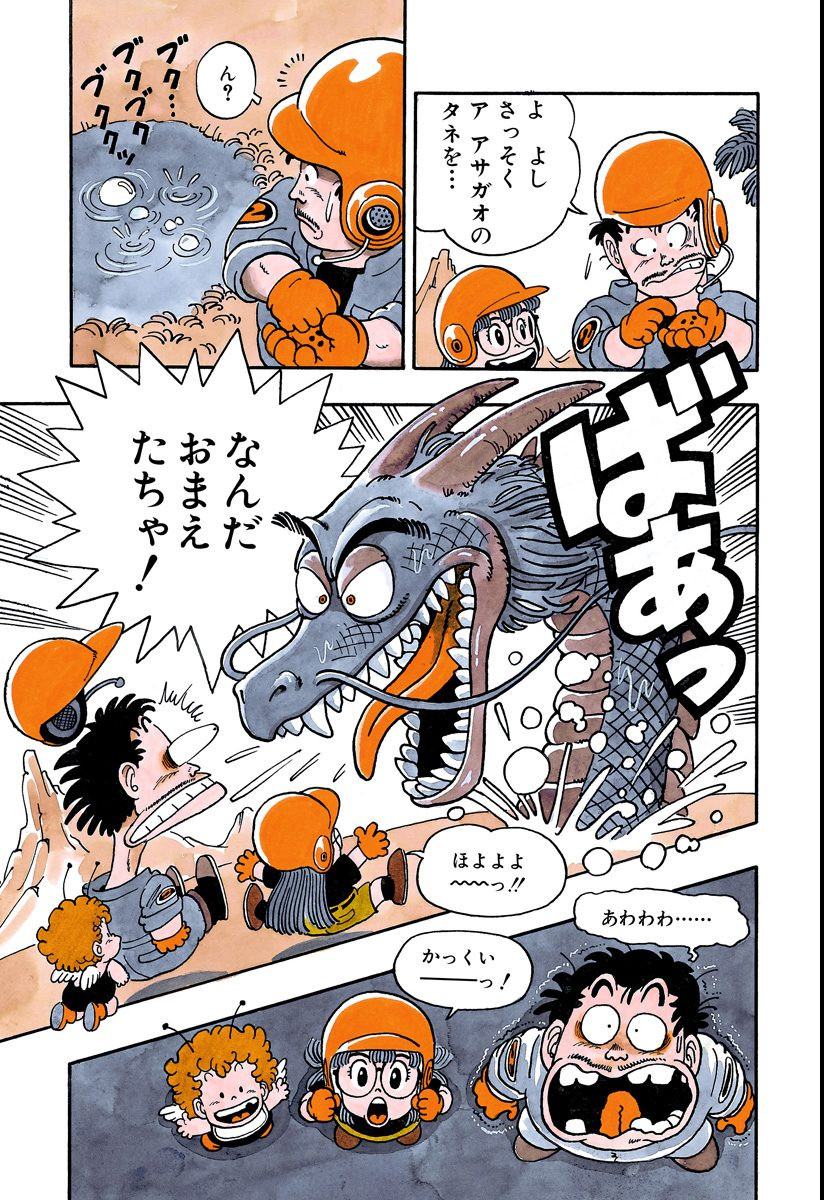 よ よし
さっそく
ア アサガオの
タネを…
ん？
ブク…
ブクブク
ブククッ
ばあっ
なんだ
おまえ
たちゃ！
ほよよよ
〜〜〜っ!!
あわわわ……
かっくい
———っ！